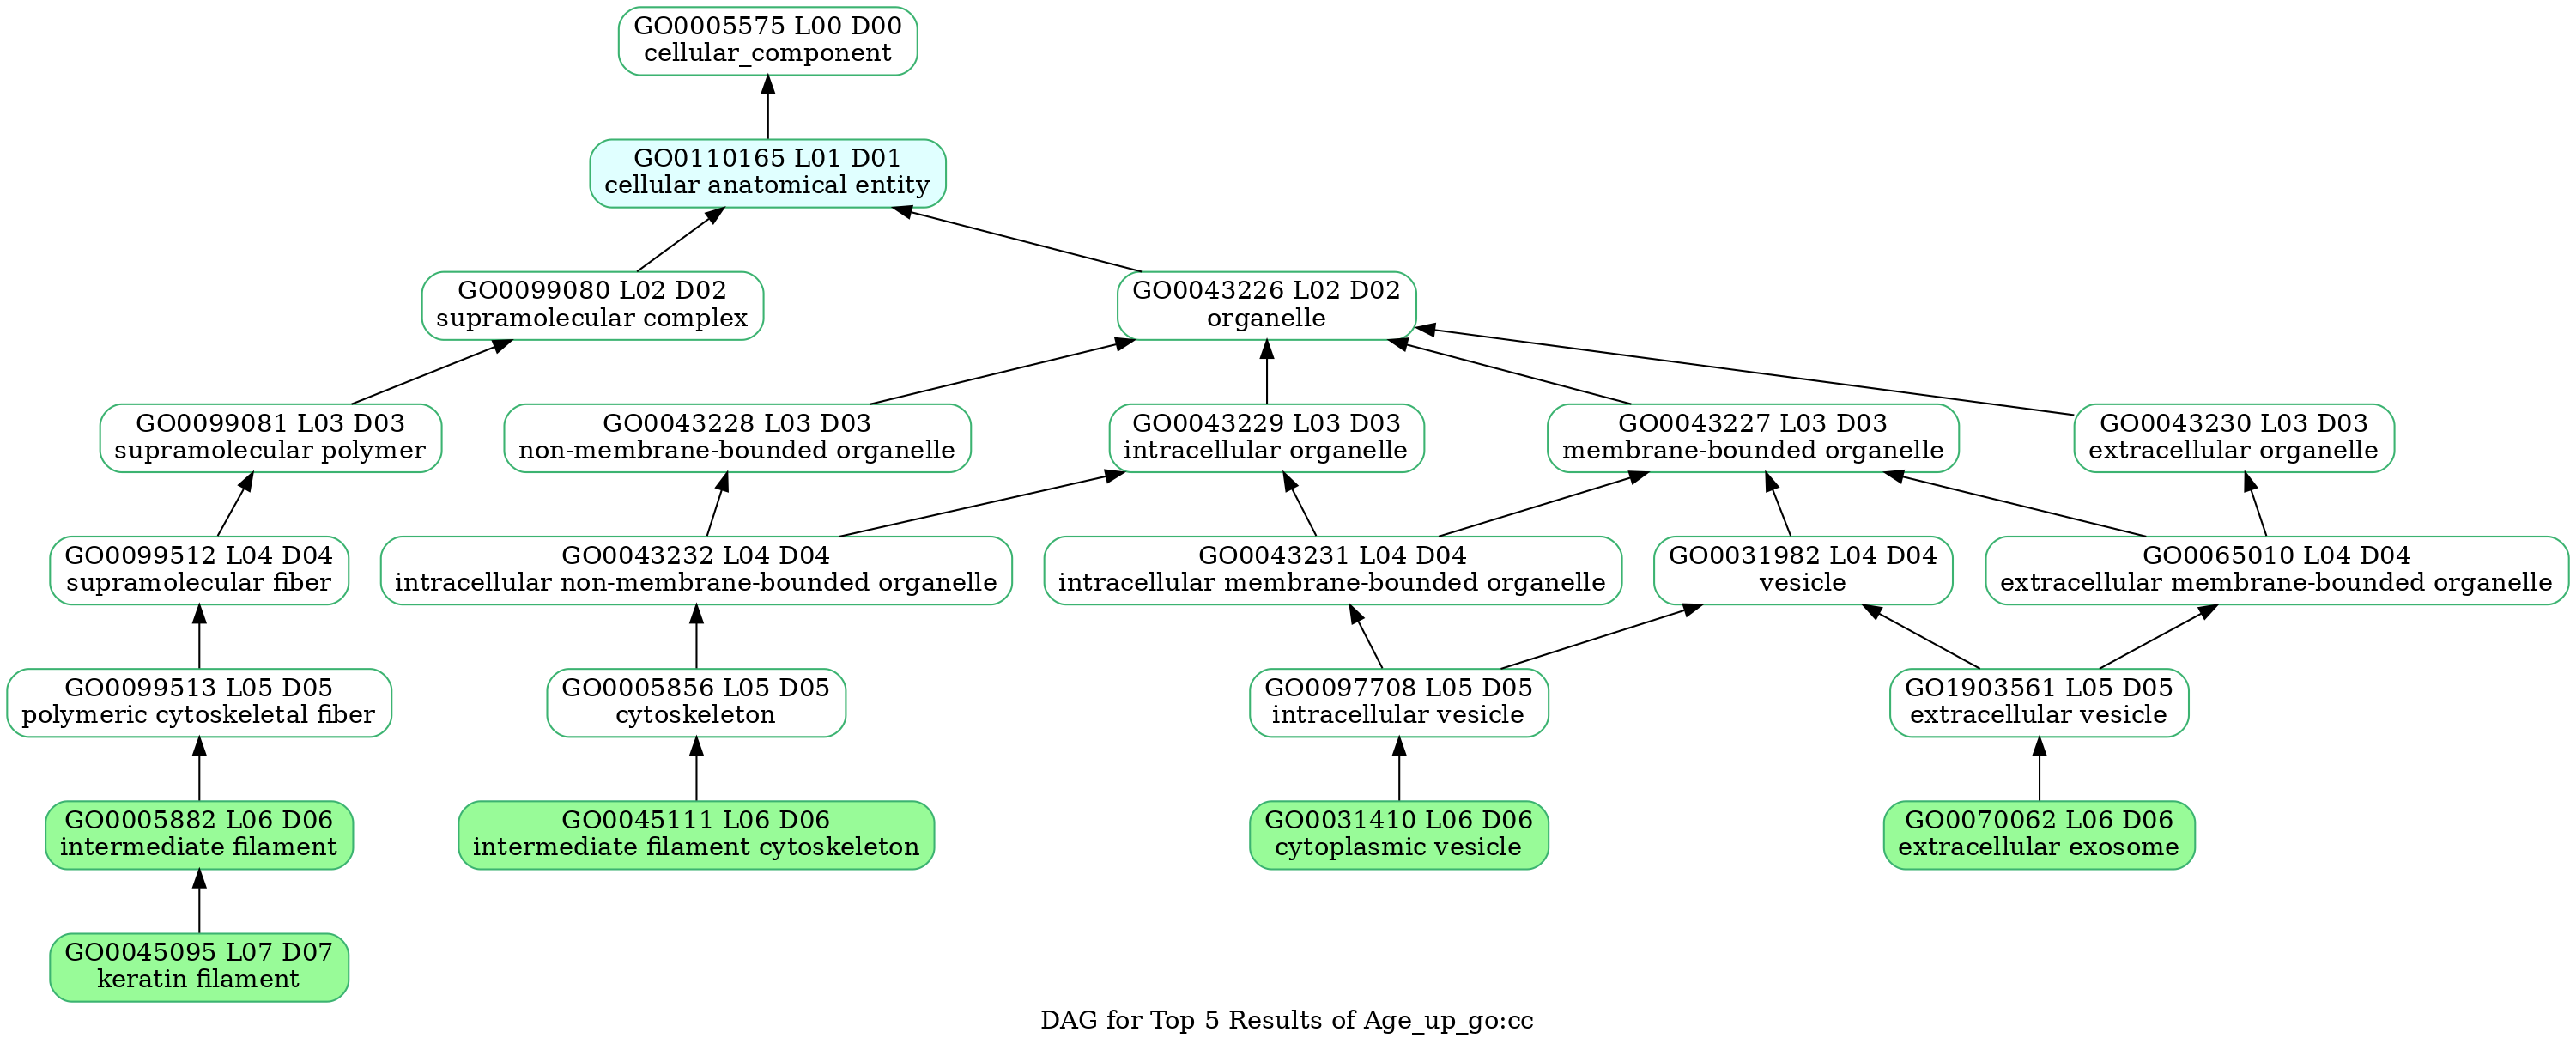 GO0005575 L00 D00
cellular_component
GO0110165 L01 D01
cellular anatomical entity
GO0099080 L02 D02
supramolecular complex
GO0043226 L02 D02
organelle
GO0099081 L03 D03
supramolecular polymer
GO0043228 L03 D03
non-membrane-bounded organelle
GO0043229 L03 D03
intracellular organelle
GO0043227 L03 D03
membrane-bounded organelle
GO0043230 L03 D03
extracellular organelle
GO0099512 L04 D04
supramolecular fiber
GO0043232 L04 D04
intracellular non-membrane-bounded organelle
GO0043231 L04 D04
intracellular membrane-bounded organelle
GO0031982 L04 D04
vesicle
GO0065010 L04 D04
extracellular membrane-bounded organelle
GO0099513 L05 D05
polymeric cytoskeletal fiber
GO0005856 L05 D05
cytoskeleton
GO0097708 L05 D05
intracellular vesicle
GO1903561 L05 D05
extracellular vesicle
GO0005882 L06 D06
intermediate filament
GO0045111 L06 D06
intermediate filament cytoskeleton
GO0031410 L06 D06
cytoplasmic vesicle
GO0070062 L06 D06
extracellular exosome
GO0045095 L07 D07
keratin filament
DAG for Top 5 Results of Age_up_go:cc